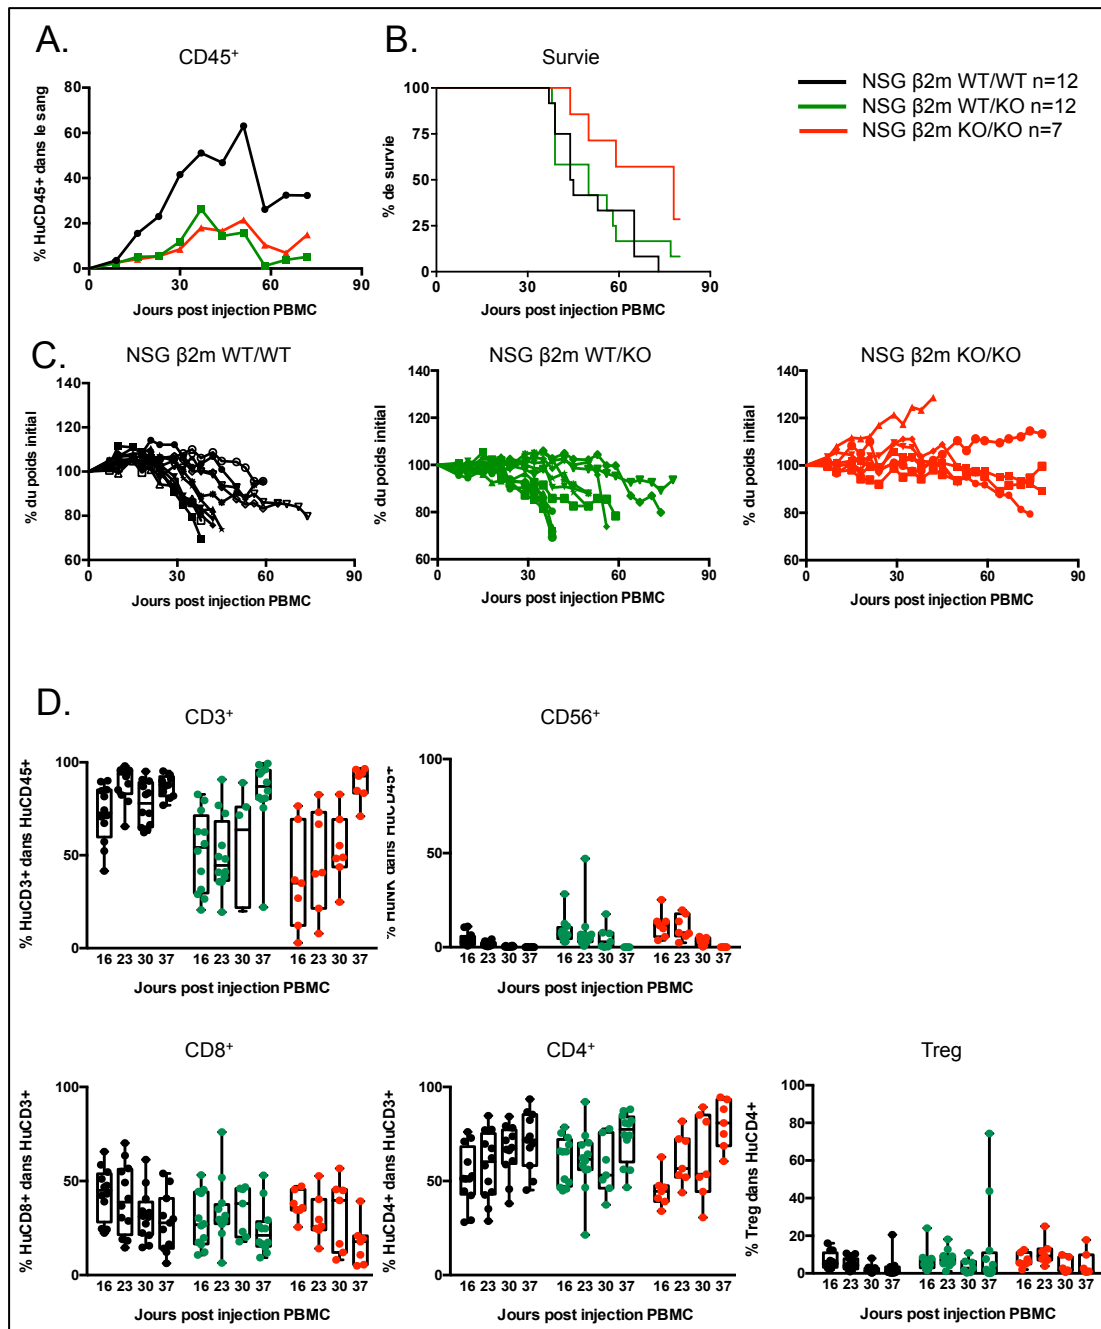 A.
CD45+
% HuCD45+ dans le sang
80
60
40
20
0
0 30 60 90
Jours post injection PBMC
B.
Survie
% de survie
100
75
50
25
0
0 30 60 90
Jours post injection PBMC
NSG β2m WT/WT n=12
NSG β2m WT/KO n=12
NSG β2m KO/KO n=7
C.
NSG β2m WT/WT
% du poids initial
140
120
100
80
60
0 30 60 90
Jours post injection PBMC
NSG β2m WT/KO
% du poids initial
140
120
100
80
60
0 30 60 90
Jours post injection PBMC
NSG β2m KO/KO
% du poids initial
140
120
100
80
60
0 30 60 90
Jours post injection PBMC
D.
CD3+
% HuCD3+ dans HuCD45+
100
50
0
16 23 30 37 16 23 30 37 16 23 30 37
Jours post injection PBMC
CD56+
% HuNK dans HuCD45+
100
50
0
16 23 30 37 16 23 30 37 16 23 30 37
Jours post injection PBMC
CD8+
% HuCD8+ dans HuCD3+
100
50
0
16 23 30 37 16 23 30 37 16 23 30 37
Jours post injection PBMC
CD4+
% HuCD4+ dans HuCD3+
100
50
0
16 23 30 37 16 23 30 37 16 23 30 37
Jours post injection PBMC
Treg
% Treg dans HuCD4+
100
80
60
40
20
0
16 23 30 37 16 23 30 37 16 23 30 37
Jours post injection PBMC